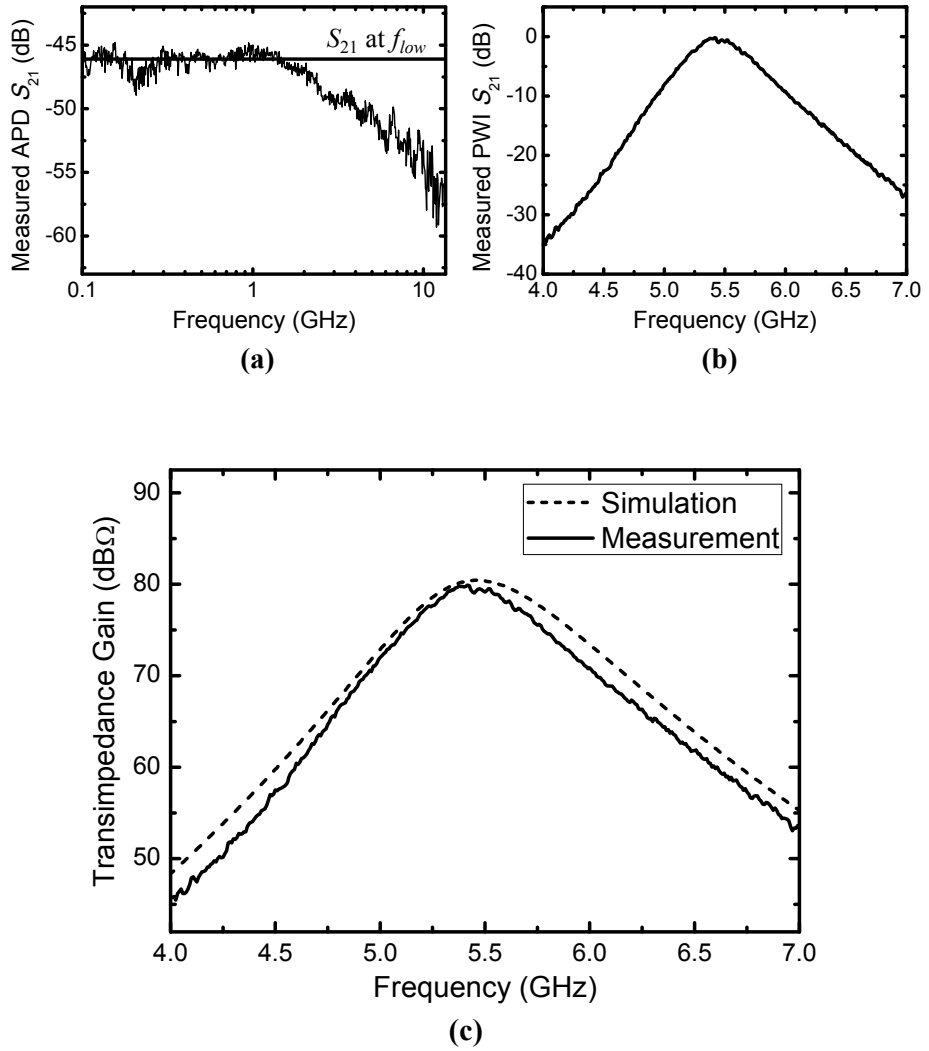 Measured APD S21 (dB)
-45
-50
-55
-60
S21 at flow
0.1
1
10
Frequency (GHz)
(a)
Measured PWI S21 (dB)
0
-10
-20
-30
-40
4.0
4.5
5.0
5.5
6.0
6.5
7.0
Frequency (GHz)
(b)
Transimpedance Gain (dBΩ)
90
80
70
60
50
Simulation
Measurement
4.0
4.5
5.0
5.5
6.0
6.5
7.0
Frequency (GHz)
(c)